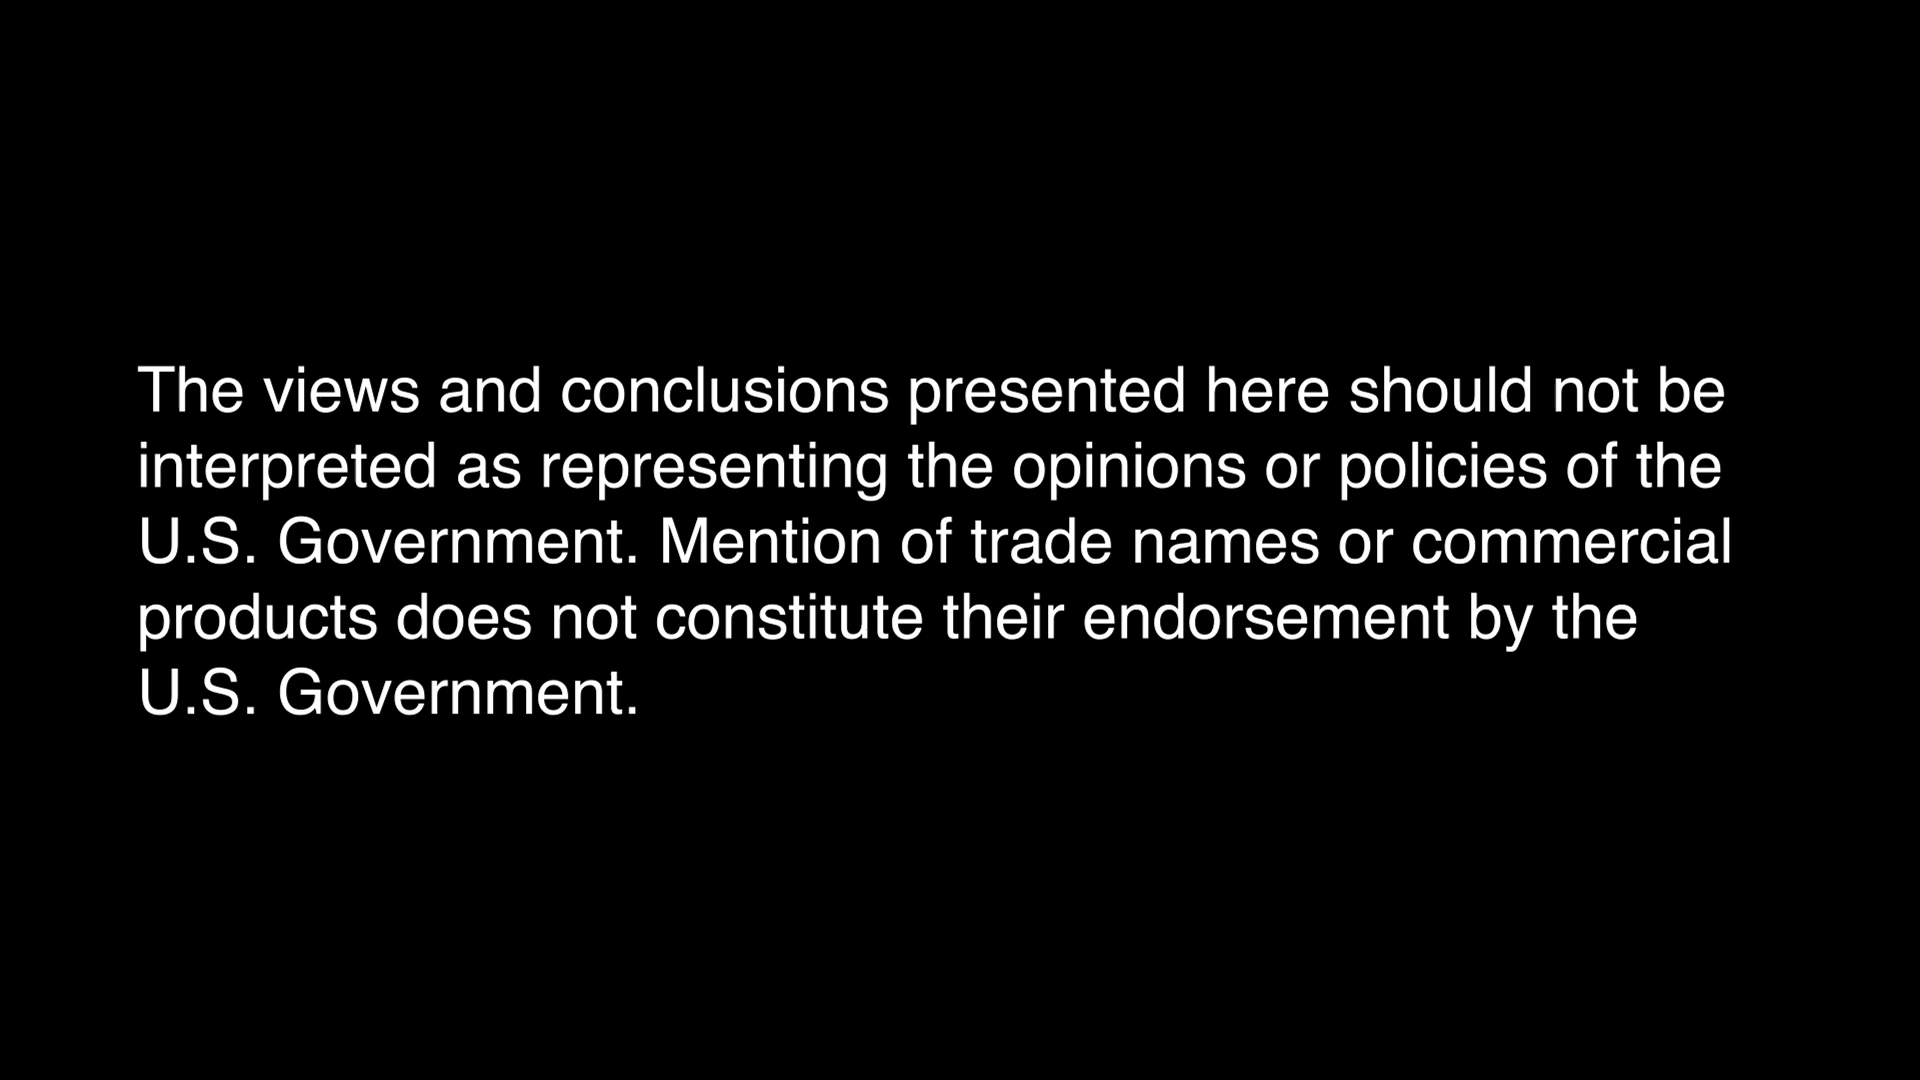 The views and conclusions presented here should not be
interpreted as representing the opinions or policies of the
U.S. Government. Mention of trade names or commercial
products does not constitute their endorsement by the
U.S. Government.